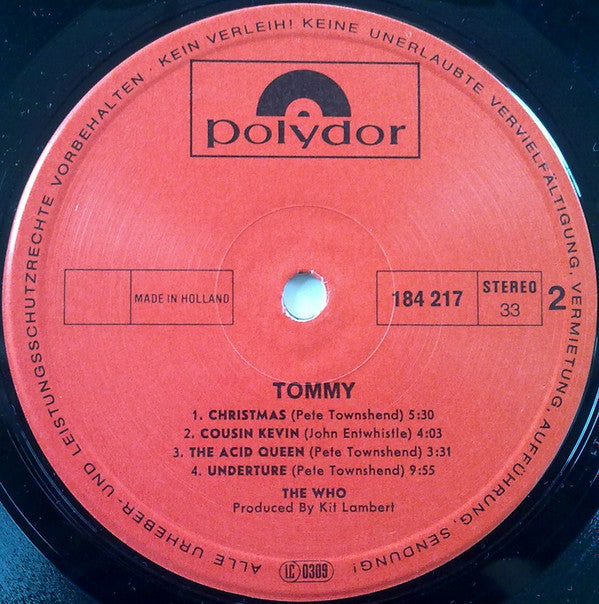 ALLE URHEBER- UND LEISTUNGSSCHUTZRECHTE VORBEHALTEN · KEIN VERLEIH! KEINE UNERLAUBTE VERVIELFÄLTIGUNG, VERMIETUNG, AUFFÜHRUNG, SENDUNG!
polydor
MADE IN HOLLAND
184 217
STEREO
33
2
TOMMY
1. CHRISTMAS (Pete Townshend) 5:30
2. COUSIN KEVIN (John Entwhistle) 4:03
3. THE ACID QUEEN (Pete Townshend) 3:31
4. UNDERTURE (Pete Townshend) 9:55
THE WHO
Produced By Kit Lambert
LC 0309